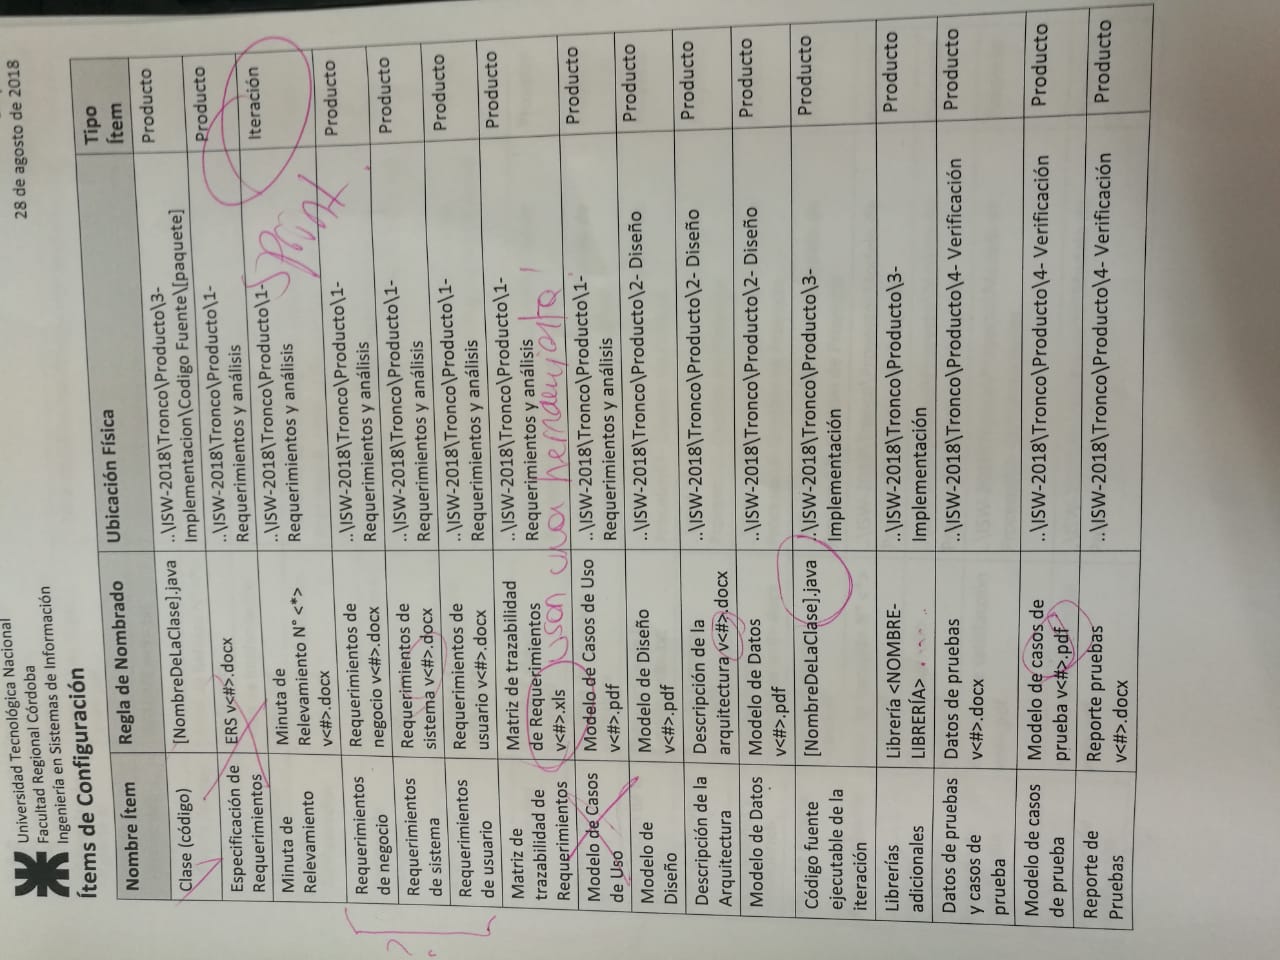 28 de agosto de 2018
Universidad Tecnológica Nacional
Facultad Regional Córdoba
Ingeniería en Sistemas de Información
Ítems de Configuración
Nombre Ítem Regla de Nombrado Ubicación Física Tipo
Ítem
Clase (código) [NombreDeLaClase].java ..\ISW-2018\Tronco\Producto\3-
Implementacion\Codigo Fuente\[paquete] Producto
Especificación de
Requerimientos ERS v<#>.docx ..\ISW-2018\Tronco\Producto\1-
Requerimientos y análisis Producto
Minuta de
Relevamiento Minuta de
Relevamiento N° <*>
v<#>.docx ..\ISW-2018\Tronco\Producto\1-
Requerimientos y análisis Iteración
Sprint
?
Requerimientos
de negocio Requerimientos de
negocio v<#>.docx ..\ISW-2018\Tronco\Producto\1-
Requerimientos y análisis Producto
Requerimientos
de sistema Requerimientos de
sistema v<#>.docx ..\ISW-2018\Tronco\Producto\1-
Requerimientos y análisis Producto
Requerimientos
de usuario Requerimientos de
usuario v<#>.docx ..\ISW-2018\Tronco\Producto\1-
Requerimientos y análisis Producto
Matriz de
trazabilidad de
Requerimientos Matriz de trazabilidad
de Requerimientos
v<#>.xls ..\ISW-2018\Tronco\Producto\1-
Requerimientos y análisis Producto
usan una herramienta!
Modelo de Casos
de Uso Modelo de Casos de Uso
v<#>.pdf ..\ISW-2018\Tronco\Producto\1-
Requerimientos y análisis Producto
Modelo de
Diseño Modelo de Diseño
v<#>.pdf ..\ISW-2018\Tronco\Producto\2- Diseño Producto
Descripción de la
Arquitectura Descripción de la
arquitectura v<#>.docx ..\ISW-2018\Tronco\Producto\2- Diseño Producto
Modelo de Datos Modelo de Datos
v<#>.pdf ..\ISW-2018\Tronco\Producto\2- Diseño Producto
Código fuente
ejecutable de la
iteración [NombreDeLaClase].java ..\ISW-2018\Tronco\Producto\3-
Implementación Producto
Librerías
adicionales Librería <NOMBRE-
LIBRERÍA> ..\ISW-2018\Tronco\Producto\3-
Implementación Producto
Datos de pruebas
y casos de
prueba Datos de pruebas
v<#>.docx ..\ISW-2018\Tronco\Producto\4- Verificación Producto
Modelo de casos
de prueba Modelo de casos de
prueba v<#>.pdf ..\ISW-2018\Tronco\Producto\4- Verificación Producto
Reporte de
Pruebas Reporte pruebas
v<#>.docx ..\ISW-2018\Tronco\Producto\4- Verificación Producto